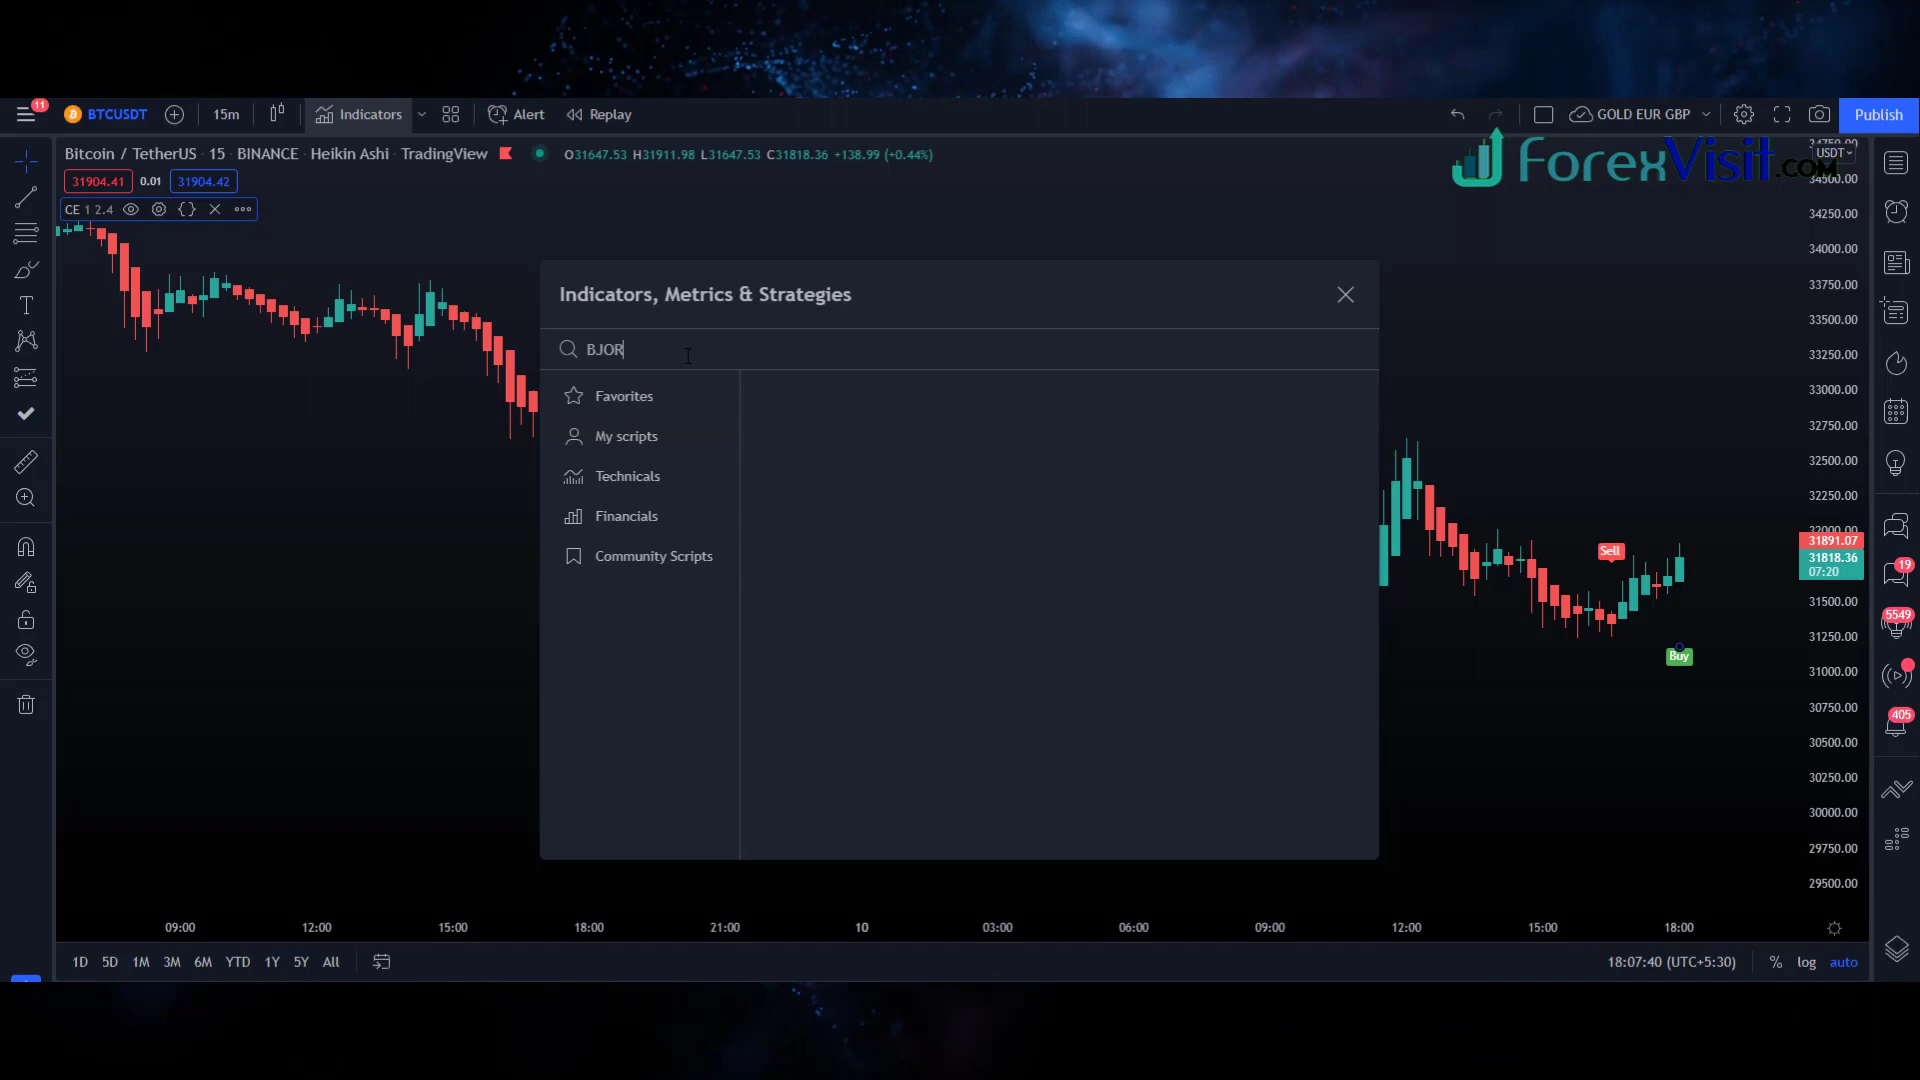 11 BTCUSDT 15m Indicators Alert Replay GOLD EUR GBP Publish
Bitcoin / TetherUS · 15 · BINANCE · Heikin Ashi · TradingView O31647.53 H31911.98 L31647.53 C31818.36 +138.99 (+0.44%)
ForexVisit.com
USDT
31904.41 0.01 31904.42
CE 1 2.4
Indicators, Metrics & Strategies
BJOR
Favorites
My scripts
Technicals
Financials
Community Scripts
Sell
Buy
34750.00
34500.00
34250.00
34000.00
33750.00
33500.00
33250.00
33000.00
32750.00
32500.00
32250.00
32000.00
31891.07
31818.36
07:20
31500.00
31250.00
31000.00
30750.00
30500.00
30250.00
30000.00
29750.00
29500.00
19
5549
405
09:00 12:00 15:00 18:00 21:00 10 03:00 06:00 09:00 12:00 15:00 18:00
1D 5D 1M 3M 6M YTD 1Y 5Y All 18:07:40 (UTC+5:30) % log auto